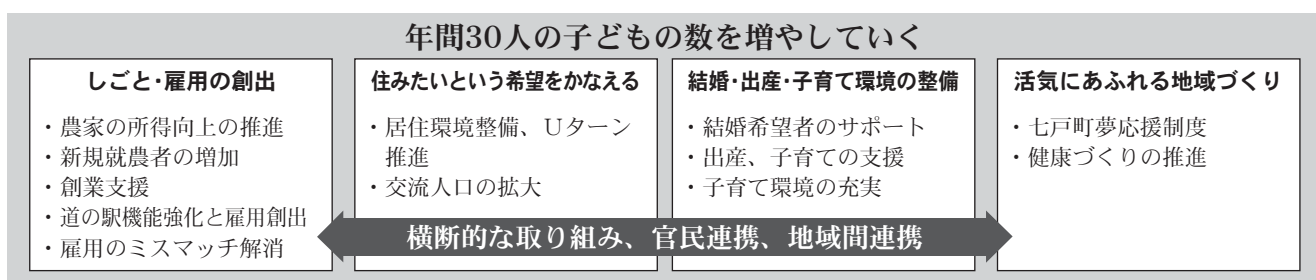 年間30人の子どもの数を増やしていく
しごと・雇用の創出
・農家の所得向上の推進
・新規就農者の増加
・創業支援
・道の駅機能強化と雇用創出
・雇用のミスマッチ解消
住みたいという希望をかなえる
・居住環境整備、Uターン
推進
・交流人口の拡大
結婚・出産・子育て環境の整備
・結婚希望者のサポート
・出産、子育ての支援
・子育て環境の充実
活気にあふれる地域づくり
・七戸町夢応援制度
・健康づくりの推進
横断的な取り組み、官民連携、地域間連携